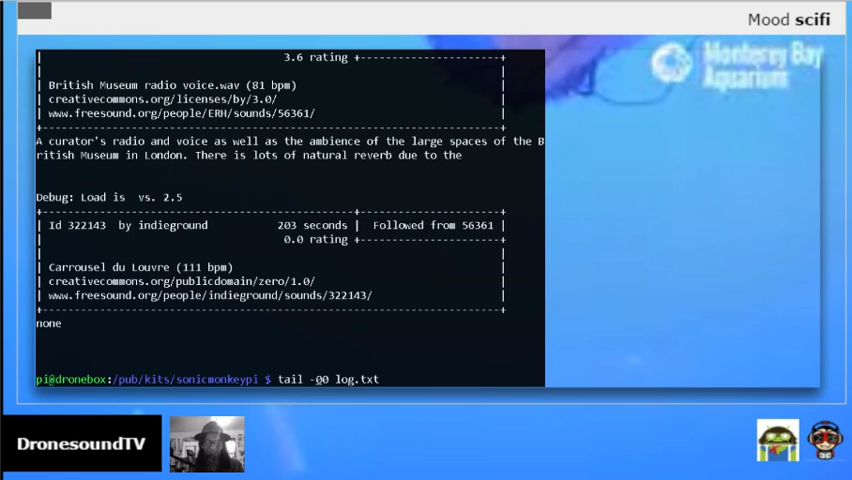 Mood scifi
Monterey Bay
Aquarium
3.6 rating
British Museum radio voice.wav (81 bpm)
creativecommons.org/licenses/by/3.0/
www.freesound.org/people/ERH/sounds/56361/
A curator's radio and voice as well as the ambience of the large spaces of the B
ritish Museum in London. There is lots of natural reverb due to the
Debug: Load is  vs. 2.5
Id 322143  by indieground 203 seconds | Followed from 56361
0.0 rating
Carrousel du Louvre (111 bpm)
creativecommons.org/publicdomain/zero/1.0/
www.freesound.org/people/indieground/sounds/322143/
none
pi@dronebox:/pub/kits/sonicmonkeypi $ tail -00 log.txt
DronesoundTV